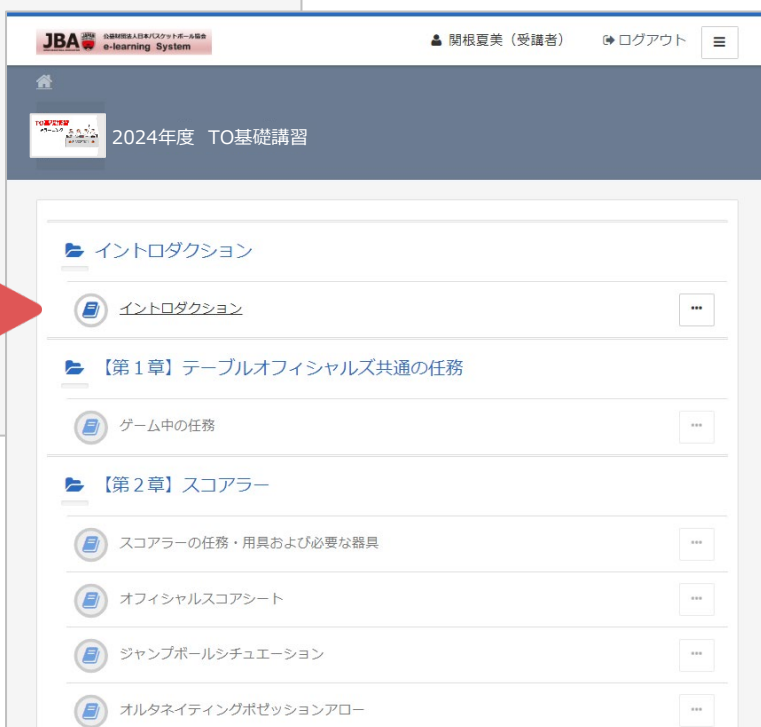 JBA 公益財団法人日本バスケットボール協会
e-learning System
関根夏美（受講者）
ログアウト
2024年度 TO基礎講習
イントロダクション
イントロダクション
【第１章】テーブルオフィシャルズ共通の任務
ゲーム中の任務
【第２章】スコアラー
スコアラーの任務・用具および必要な器具
オフィシャルスコアシート
ジャンプボールシチュエーション
オルタネイティングポゼッションアロー